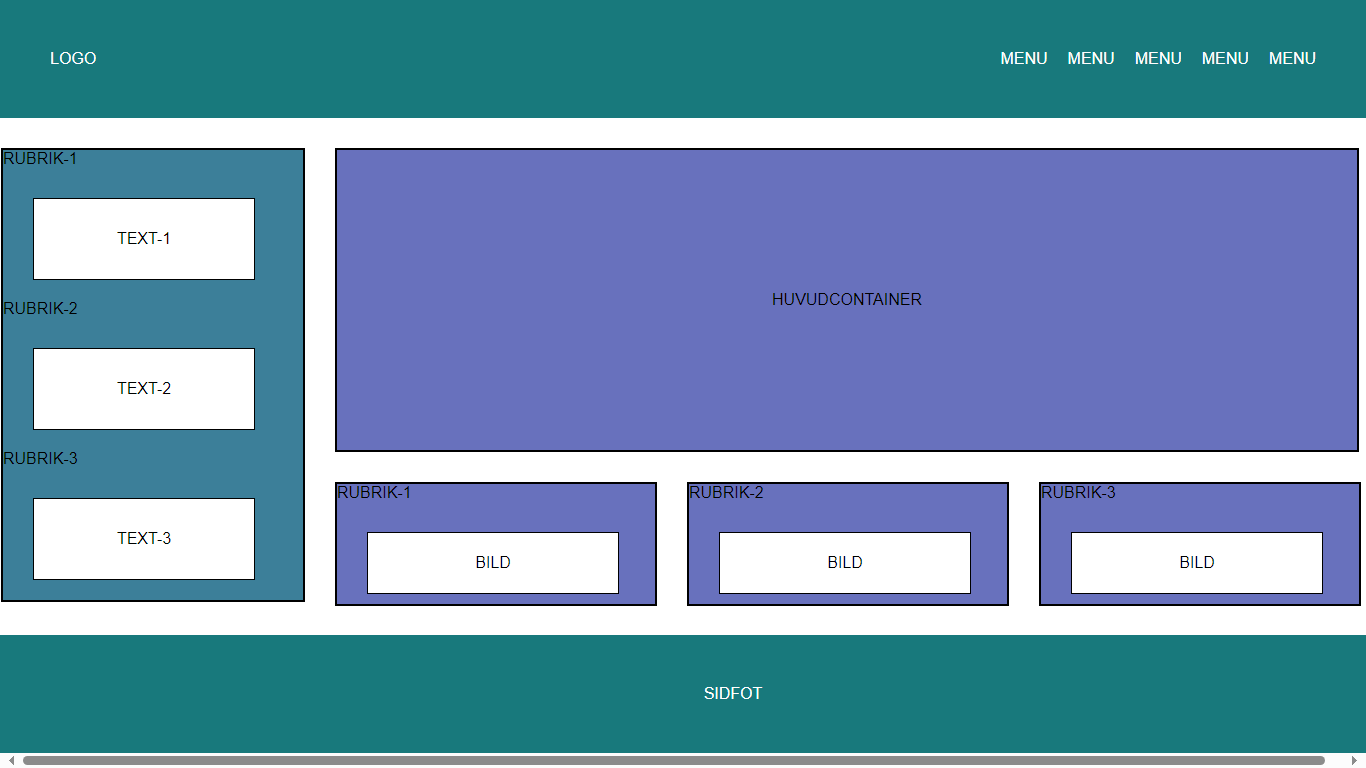 LOGO
MENU MENU MENU MENU MENU
RUBRIK-1
TEXT-1
RUBRIK-2
TEXT-2
RUBRIK-3
TEXT-3
HUVUDCONTAINER
RUBRIK-1
BILD
RUBRIK-2
BILD
RUBRIK-3
BILD
SIDFOT